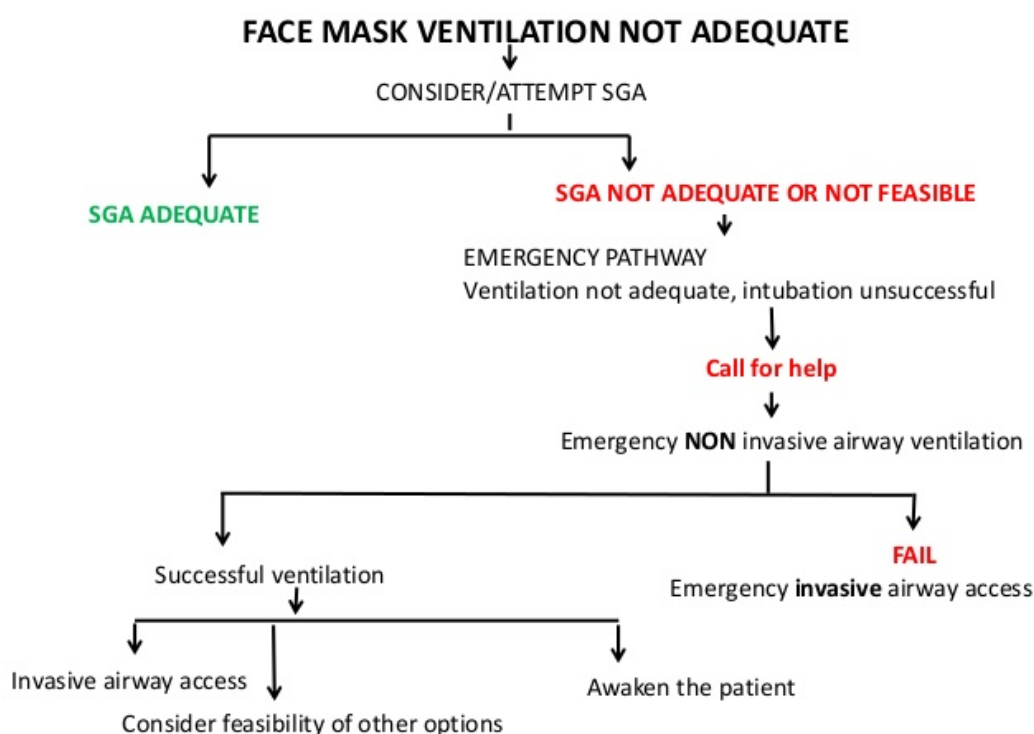 FACE MASK VENTILATION NOT ADEQUATE
CONSIDER/ATTEMPT SGA
SGA ADEQUATE
SGA NOT ADEQUATE OR NOT FEASIBLE
EMERGENCY PATHWAY
Ventilation not adequate, intubation unsuccessful
Call for help
Emergency NON invasive airway ventilation
Successful ventilation
FAIL
Emergency invasive airway access
Invasive airway access
Consider feasibility of other options
Awaken the patient